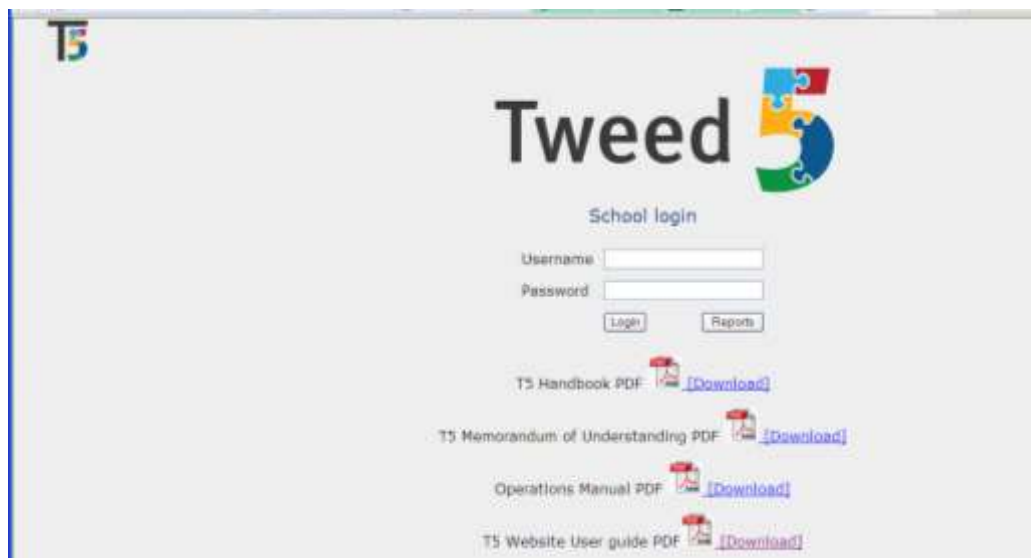 T5
Tweed 5
School login
Username
Password
Login Reports
T5 Handbook PDF [Download]
T5 Memorandum of Understanding PDF [Download]
Operations Manual PDF [Download]
T5 Website User guide PDF [Download]